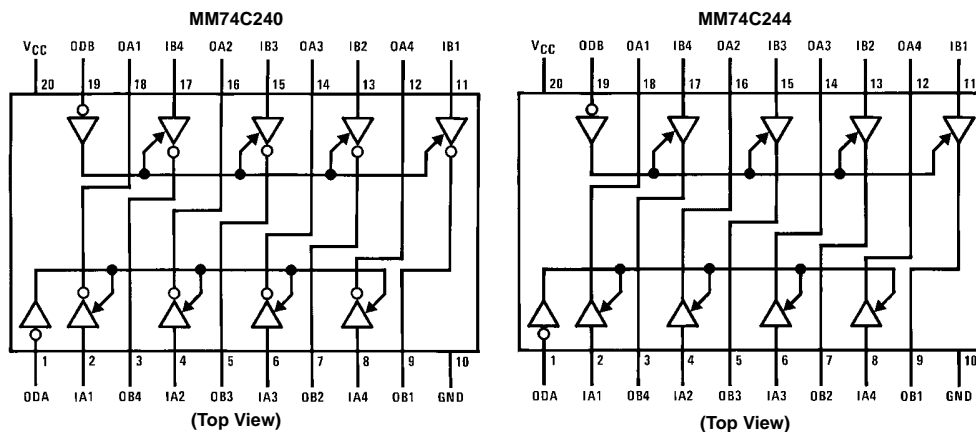 MM74C240
VCC ODB OA1 IB4 OA2 IB3 OA3 IB2 OA4 IB1
20 19 18 17 16 15 14 13 12 11
1 2 3 4 5 6 7 8 9 10
ODA IA1 OB4 IA2 OB3 IA3 OB2 IA4 OB1 GND
(Top View)
MM74C244
VCC ODB OA1 IB4 OA2 IB3 OA3 IB2 OA4 IB1
20 19 18 17 16 15 14 13 12 11
1 2 3 4 5 6 7 8 9 10
ODA IA1 OB4 IA2 OB3 IA3 OB2 IA4 OB1 GND
(Top View)